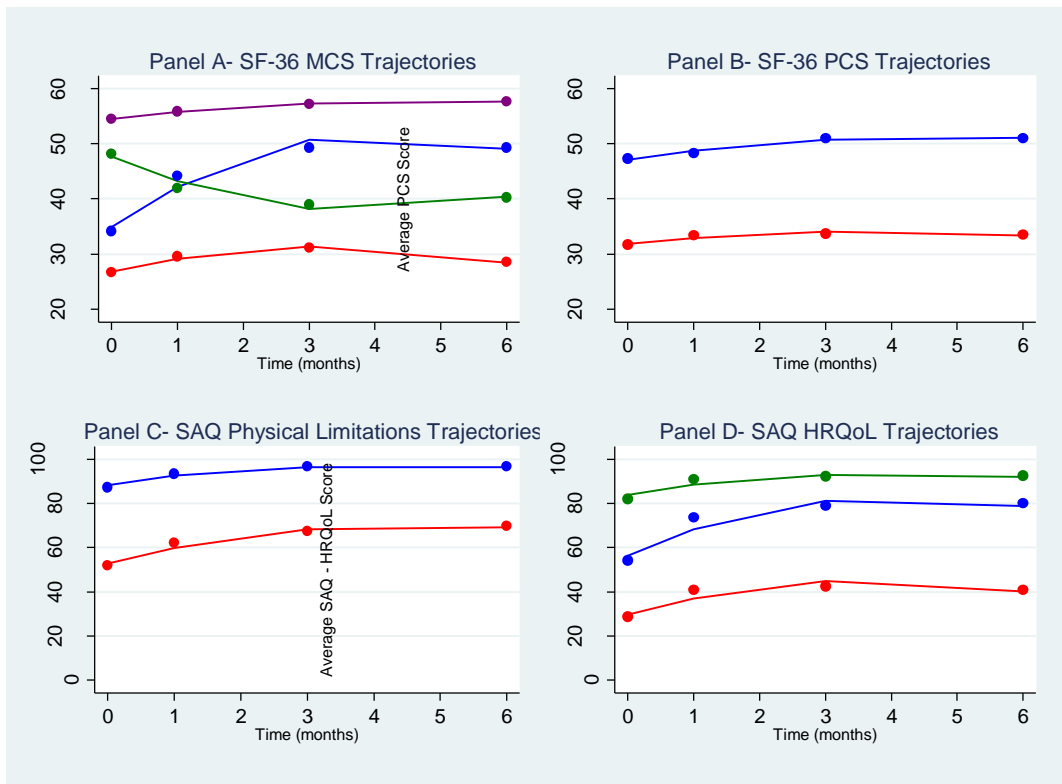 Panel A- SF-36 MCS Trajectories
60
50
40
30
20
Average PCS Score
0 1 2 3 4 5 6
Time (months)
Panel B- SF-36 PCS Trajectories
60
50
40
30
20
0 1 2 3 4 5 6
Time (months)
Panel C- SAQ Physical Limitations Trajectories
100
80
60
40
20
0
Average SAQ - HRQoL Score
0 1 2 3 4 5 6
Time (months)
Panel D- SAQ HRQoL Trajectories
100
80
60
40
20
0
0 1 2 3 4 5 6
Time (months)